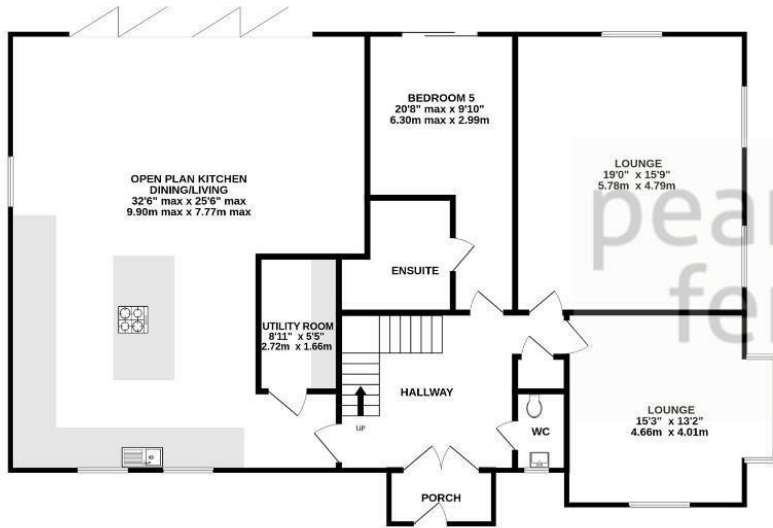 BEDROOM 5
20'8" max x 9'10"
6.30m max x 2.99m
LOUNGE
19'0" x 15'9"
5.78m x 4.79m
OPEN PLAN KITCHEN
DINING/LIVING
32'6" max x 25'6" max
9.90m max x 7.77m max
ENSUITE
UTILITY ROOM
8'11" x 5'5"
2.72m x 1.66m
HALLWAY
UP
WC
LOUNGE
15'3" x 13'2"
4.66m x 4.01m
PORCH
pear
fer